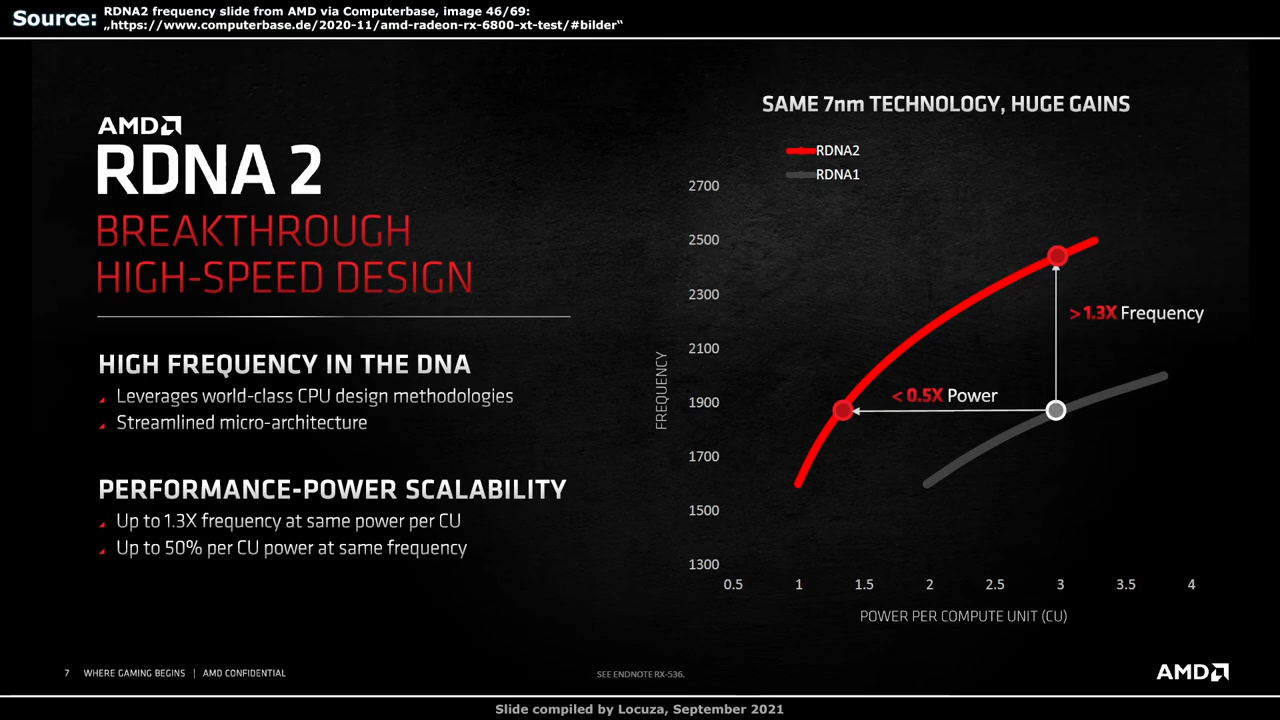 Source:
RDNA2 frequency slide from AMD via Computerbase, image 46/69:
„https://www.computerbase.de/2020-11/amd-radeon-rx-6800-xt-test/#bilder“
AMD
RDNA 2
BREAKTHROUGH
HIGH-SPEED DESIGN
HIGH FREQUENCY IN THE DNA
Leverages world-class CPU design methodologies
Streamlined micro-architecture
PERFORMANCE-POWER SCALABILITY
Up to 1.3X frequency at same power per CU
Up to 50% per CU power at same frequency
SAME 7nm TECHNOLOGY, HUGE GAINS
RDNA2
RDNA1
2700
2500
2300
2100
1900
1700
1500
1300
FREQUENCY
>1.3X Frequency
< 0.5X Power
0.5 1 1.5 2 2.5 3 3.5 4
POWER PER COMPUTE UNIT (CU)
7 WHERE GAMING BEGINS | AMD CONFIDENTIAL
SEE ENDNOTE RX-536.
AMD
Slide compiled by Locuza, September 2021